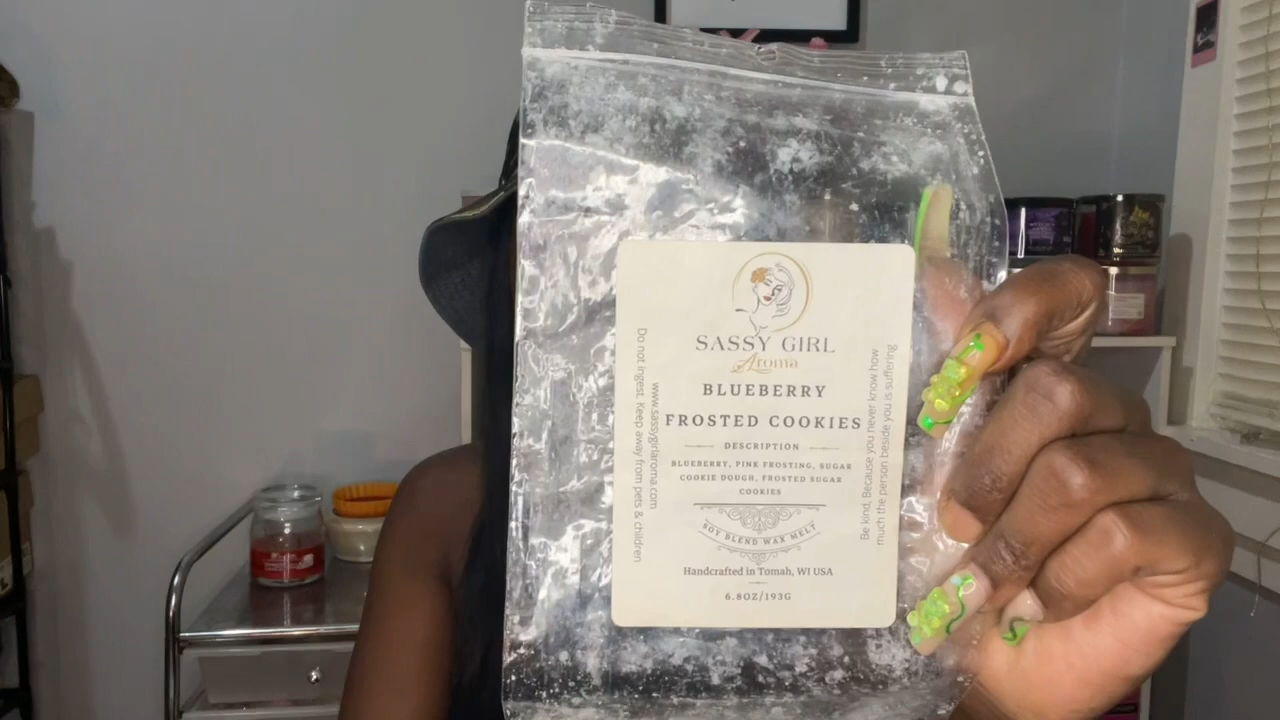 SASSY GIRL
Aroma
BLUEBERRY
FROSTED COOKIES
DESCRIPTION
BLUEBERRY, PINK FROSTING, SUGAR
COOKIE DOUGH, FROSTED SUGAR
COOKIES
SOY BLEND WAX MELT
Handcrafted in Tomah, WI USA
6.8OZ/193G
Do not ingest. Keep away from pets & children
www.sassygirlaroma.com
Be kind, Because you never know how
much the person beside you is suffering